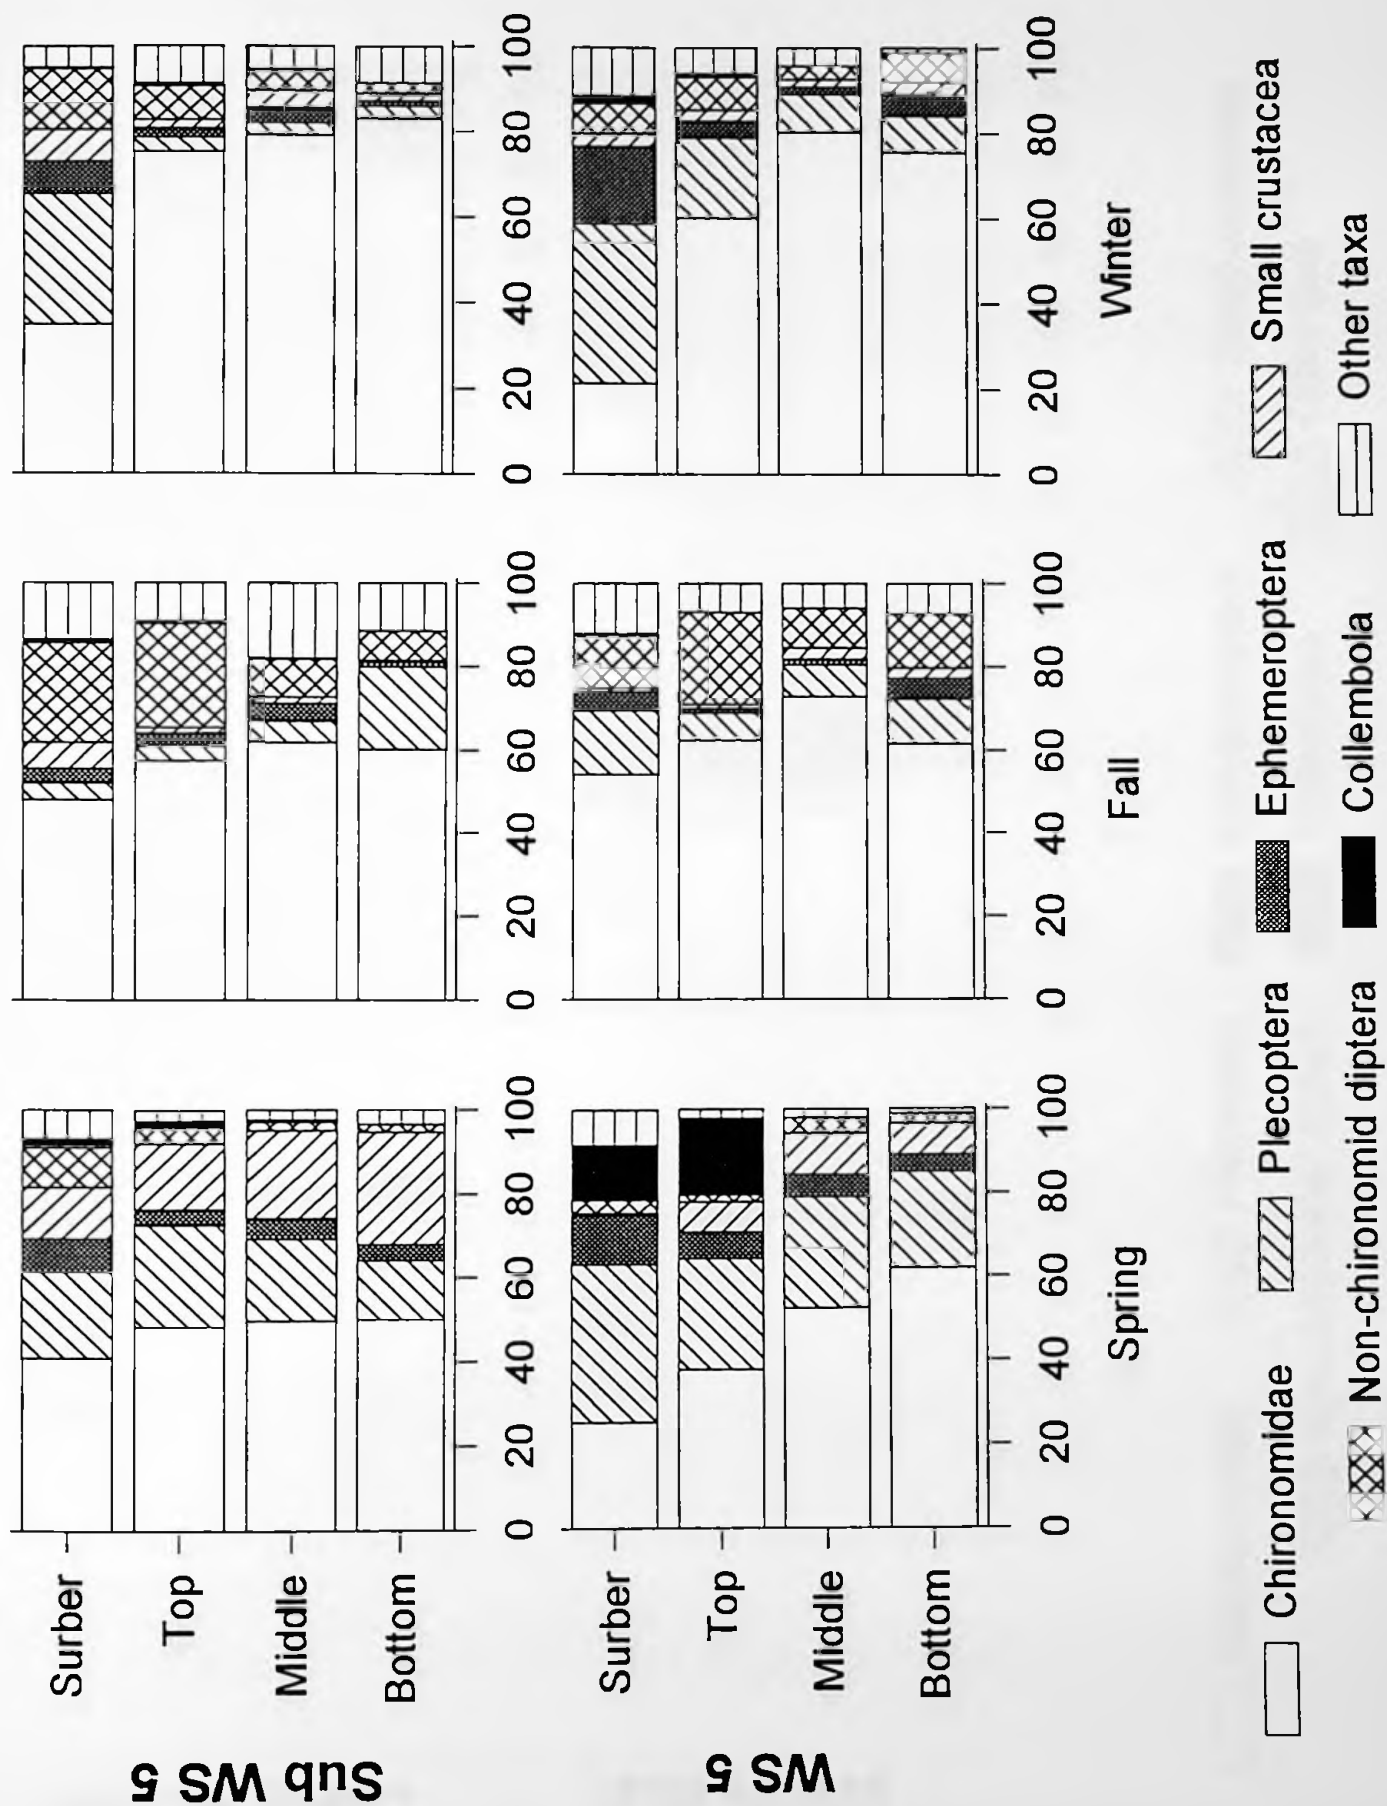 Sub WS 5
Surber
Top
Middle
Bottom
0 20 40 60 80 100
0 20 40 60 80 100
0 20 40 60 80 100
WS 5
Surber
Top
Middle
Bottom
0 20 40 60 80 100
0 20 40 60 80 100
0 20 40 60 80 100
Spring
Fall
Winter
Chironomidae Plecoptera Ephemeroptera Small crustacea
Non-chironomid diptera Collembola Other taxa